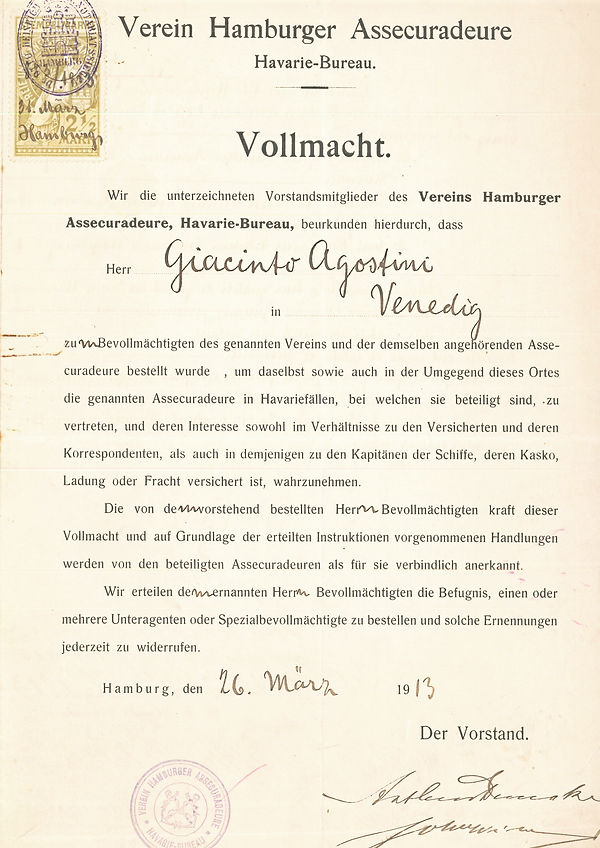 Verein Hamburger Assecuradeure
Havarie-Bureau.
HAMBURG
31. März
Hamburg
2½
MARK
Vollmacht.
Wir die unterzeichneten Vorstandsmitglieder des Vereins Hamburger
Assecuradeure, Havarie-Bureau, beurkunden hierdurch, dass
Herr Giacinto Agostini
in Venedig
zum Bevollmächtigten des genannten Vereins und der demselben angehörenden Asse-
curadeure bestellt wurde , um daselbst sowie auch in der Umgegend dieses Ortes
die genannten Assecuradeure in Havariefällen, bei welchen sie beteiligt sind, zu
vertreten, und deren Interesse sowohl im Verhältnisse zu den Versicherten und deren
Korrespondenten, als auch in demjenigen zu den Kapitänen der Schiffe, deren Kasko,
Ladung oder Fracht versichert ist, wahrzunehmen.
Die von dem vorstehend bestellten Herrn Bevollmächtigten kraft dieser
Vollmacht und auf Grundlage der erteilten Instruktionen vorgenommenen Handlungen
werden von den beteiligten Assecuradeuren als für sie verbindlich anerkannt.
Wir erteilen dem ernannten Herrn Bevollmächtigten die Befugnis, einen oder
mehrere Unteragenten oder Spezialbevollmächtigte zu bestellen und solche Ernennungen
jederzeit zu widerrufen.
Hamburg, den 26. März 1913
Der Vorstand.
VEREIN HAMBURGER ASSECURADEURE
HAVARIE-BUREAU